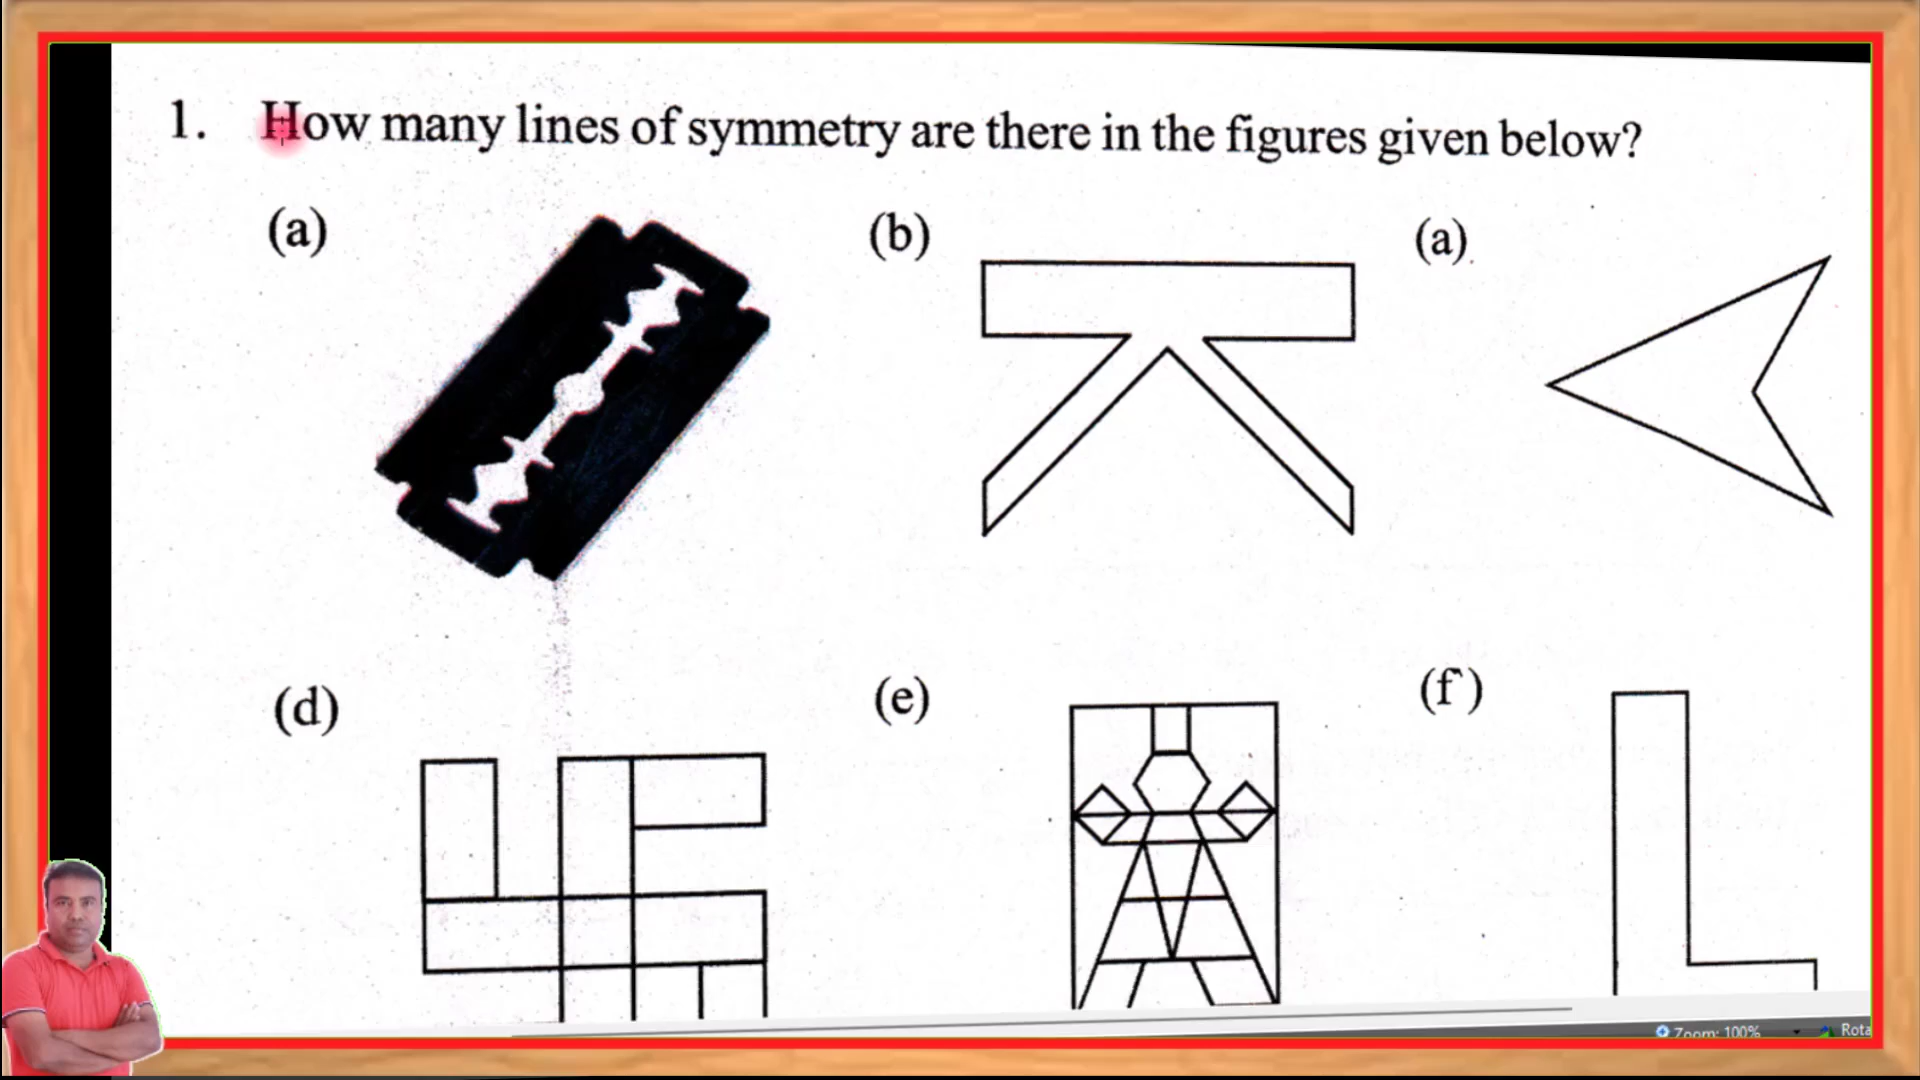 1. How many lines of symmetry are there in the figures given below?
(a) (b) (a)
(d) (e) (f)
Zoom: 100% Rota